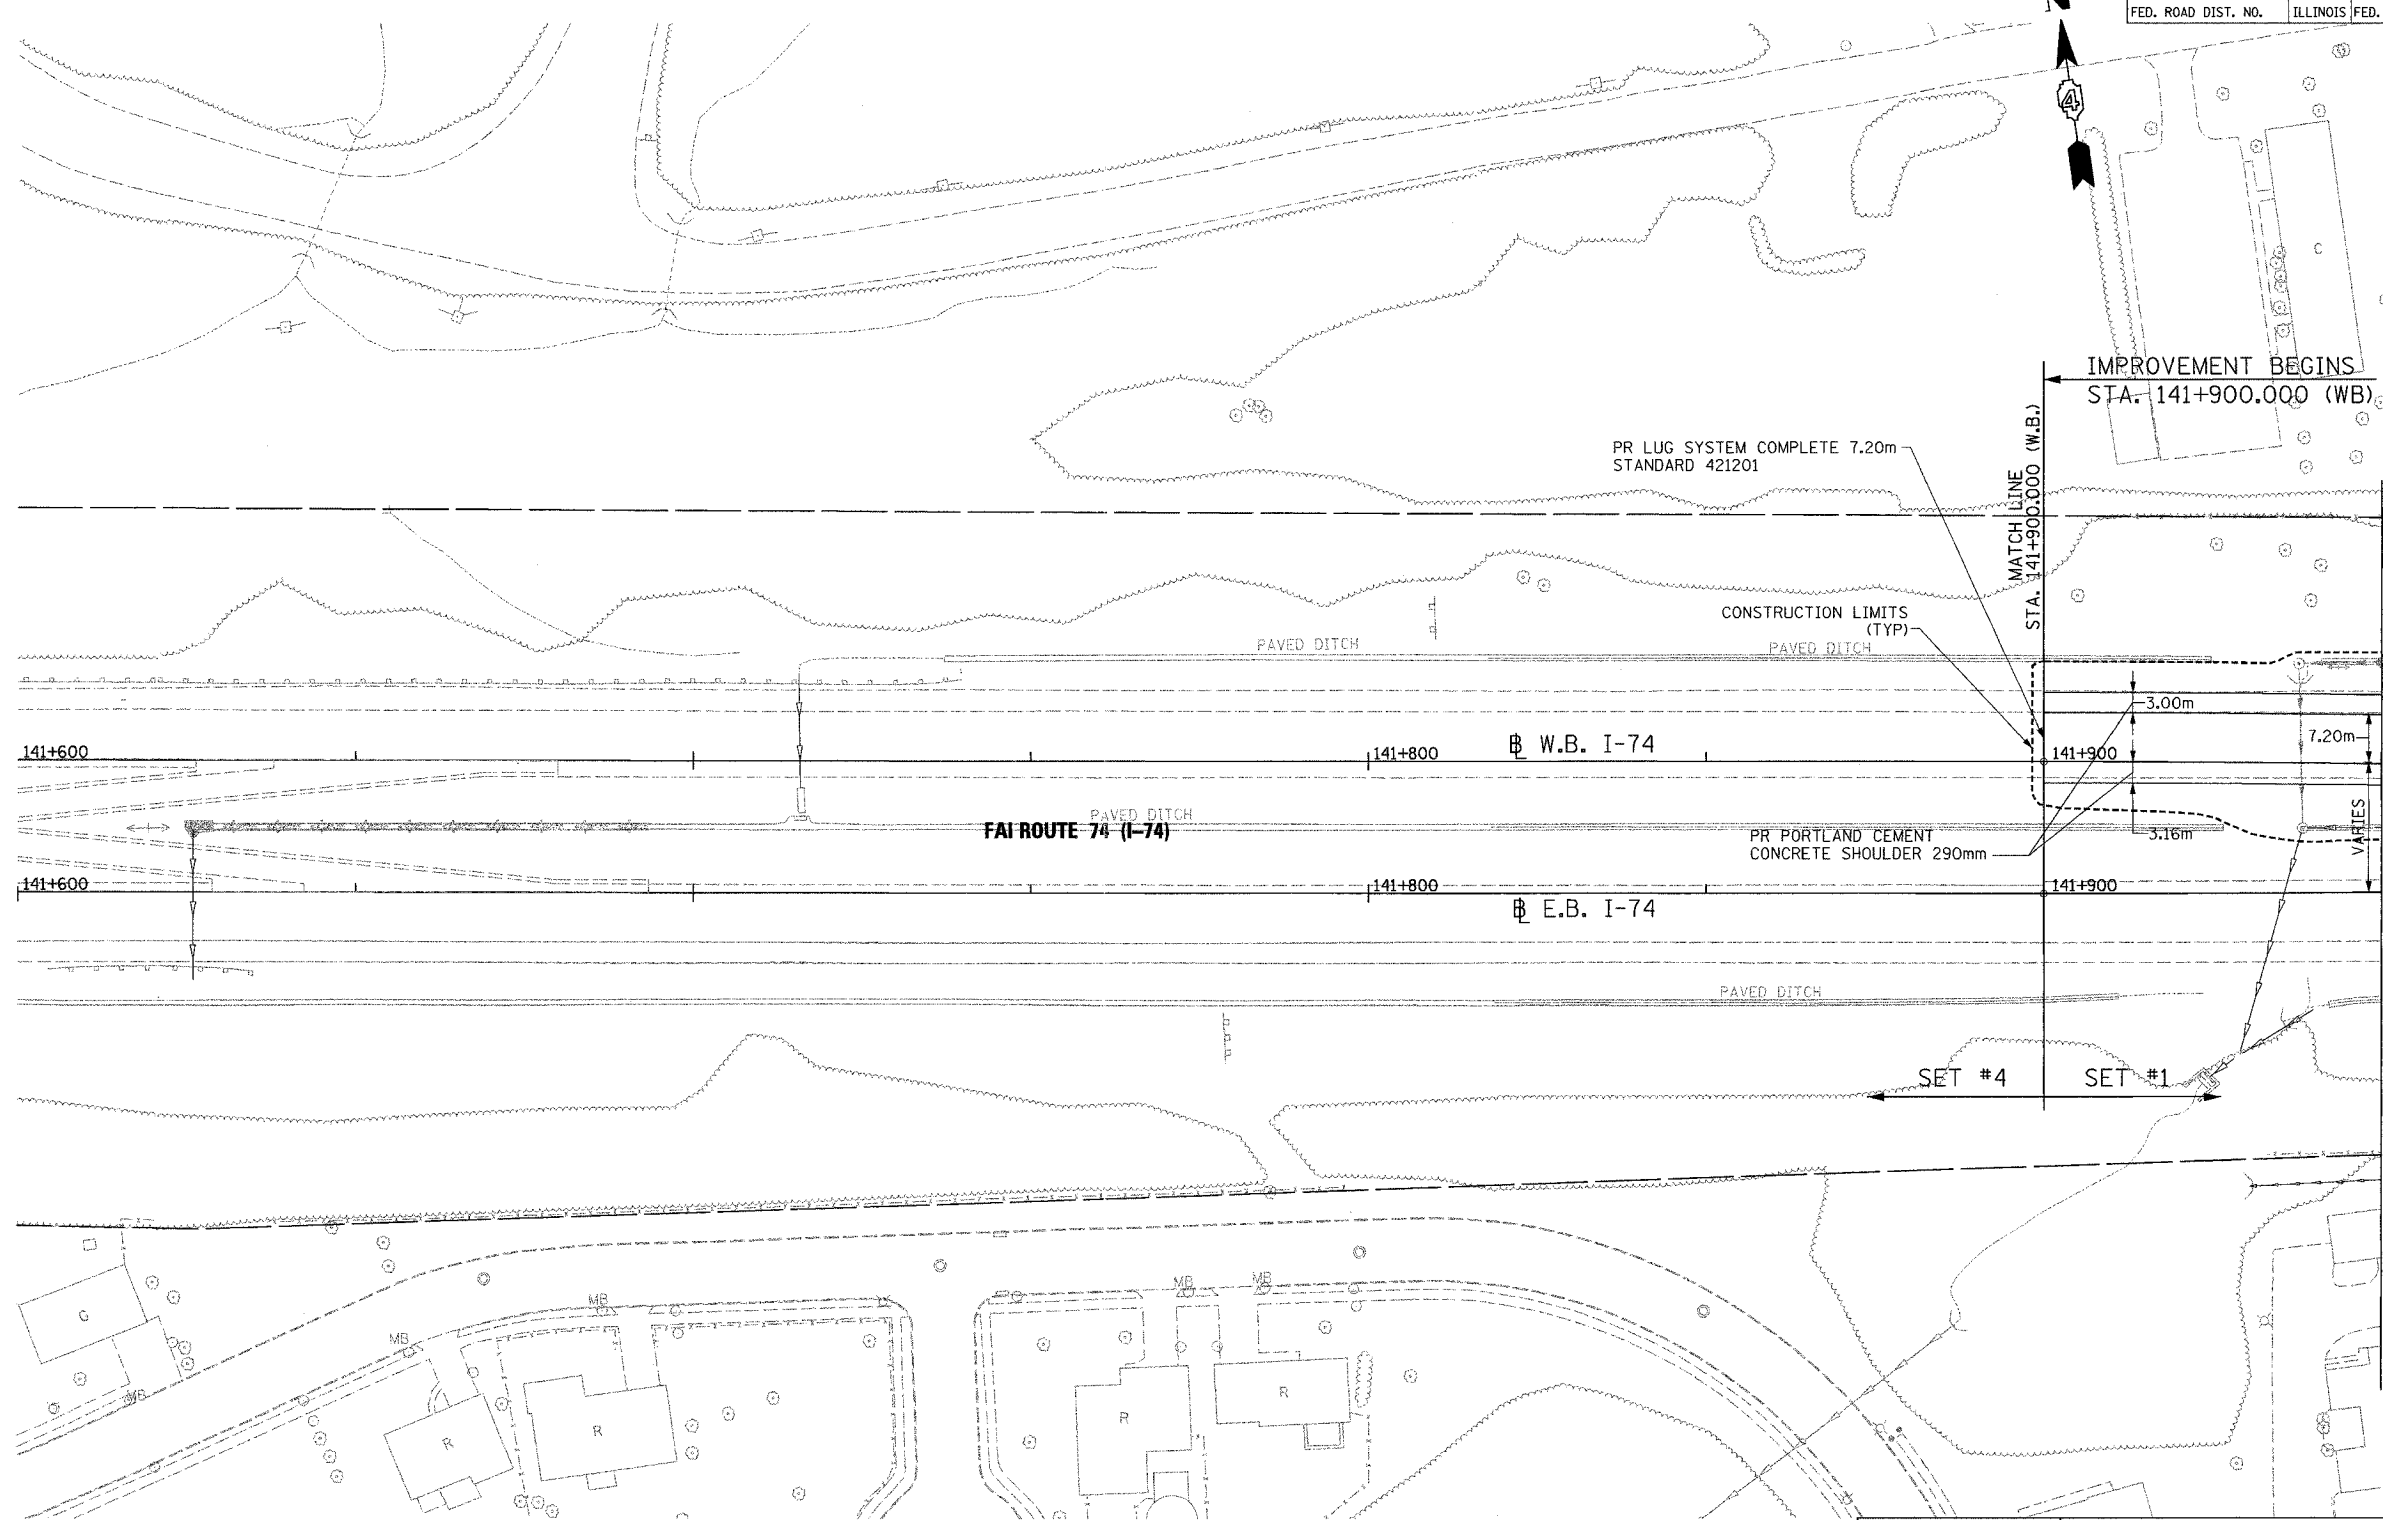 N
FED. ROAD DIST. NO.
ILLINOIS
FED.
4
C
IMPROVEMENT BEGINS
STA. 141+900.000 (WB)
PR LUG SYSTEM COMPLETE 7.20m
STANDARD 421201
MATCH LINE
STA. 141+900.000 (W.B.)
CONSTRUCTION LIMITS
(TYP)
PAVED DITCH
PAVED DITCH
3.00m
7.20m
141+600
141+800
B W.B. I-74
141+900
PAVED DITCH
FAI ROUTE 74 (I-74)
PR PORTLAND CEMENT
CONCRETE SHOULDER 290mm
3.16m
VARIES
141+600
141+800
141+900
B E.B. I-74
PAVED DITCH
SET #4
SET #1
MB
MB
MB
MB
MB
G
R
R
R
R